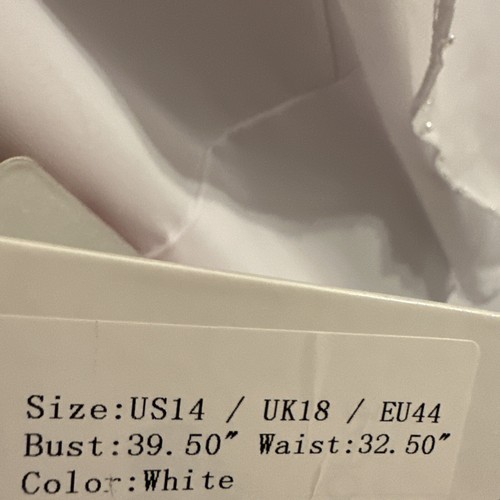 Size:US14 / UK18 / EU44
Bust:39.50" Waist:32.50"
Color:White